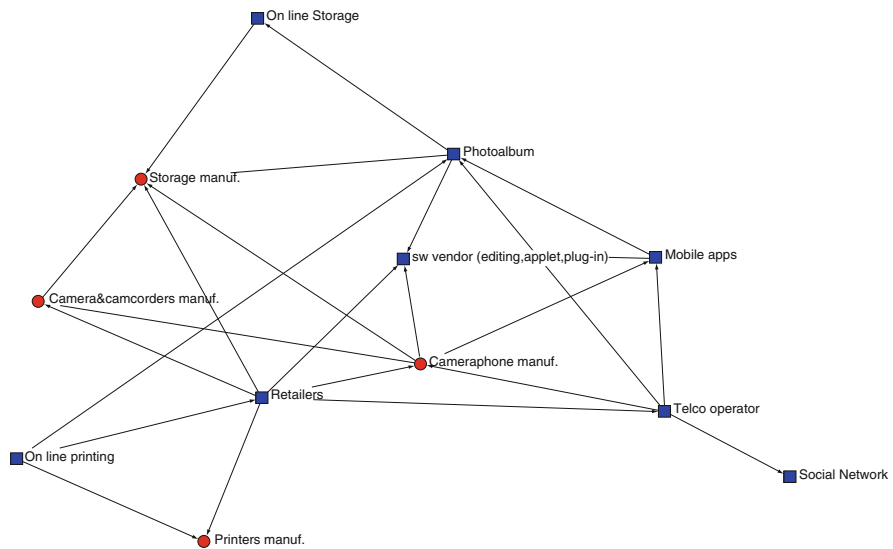 On line Storage
Photoalbum
Storage manuf.
sw vendor (editing,applet,plug-in)
Mobile apps
Camera&camcorders manuf.
Cameraphone manuf.
Retailers
Telco operator
On line printing
Social Network
Printers manuf.